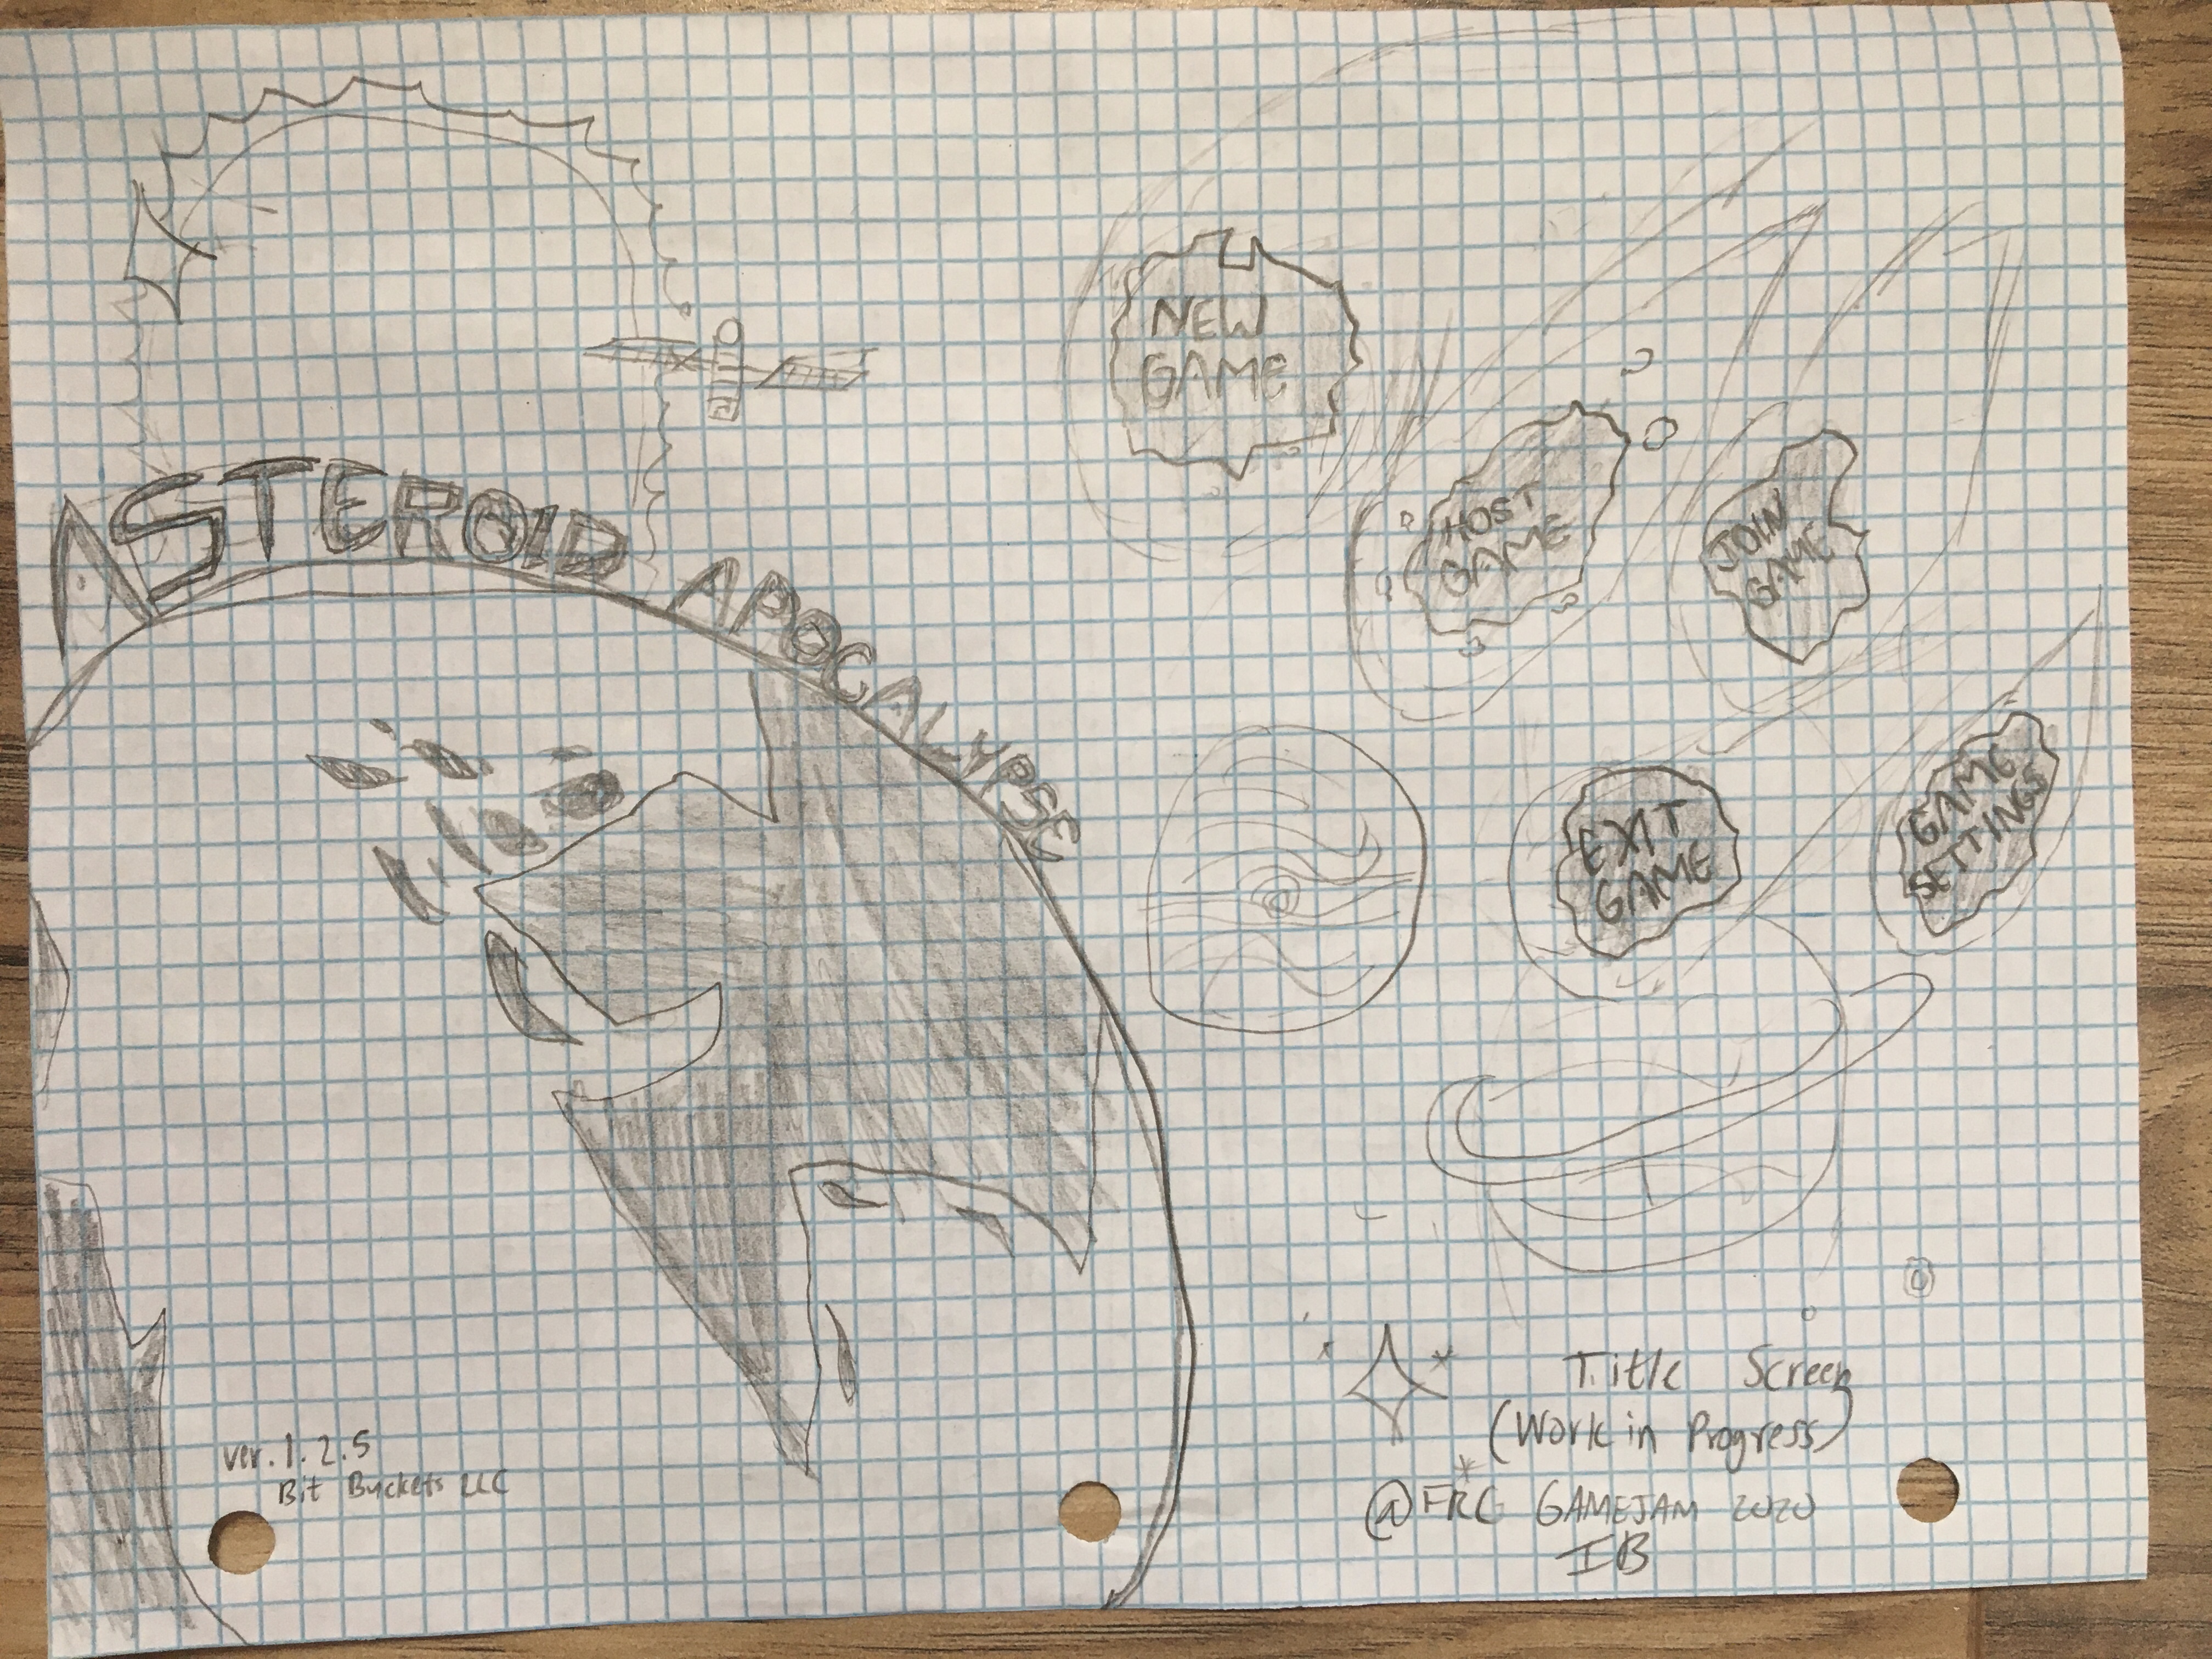 ASTEROID APOCALYPSE
NEW
GAME
HOST
GAME
JOIN
GAME
EXIT
GAME
GAME
SETTINGS
ver. 1.2.5
Bit Buckets LLC
Title Screen
(Work in Progress)
@FRC GAMEJAM 2020
IB